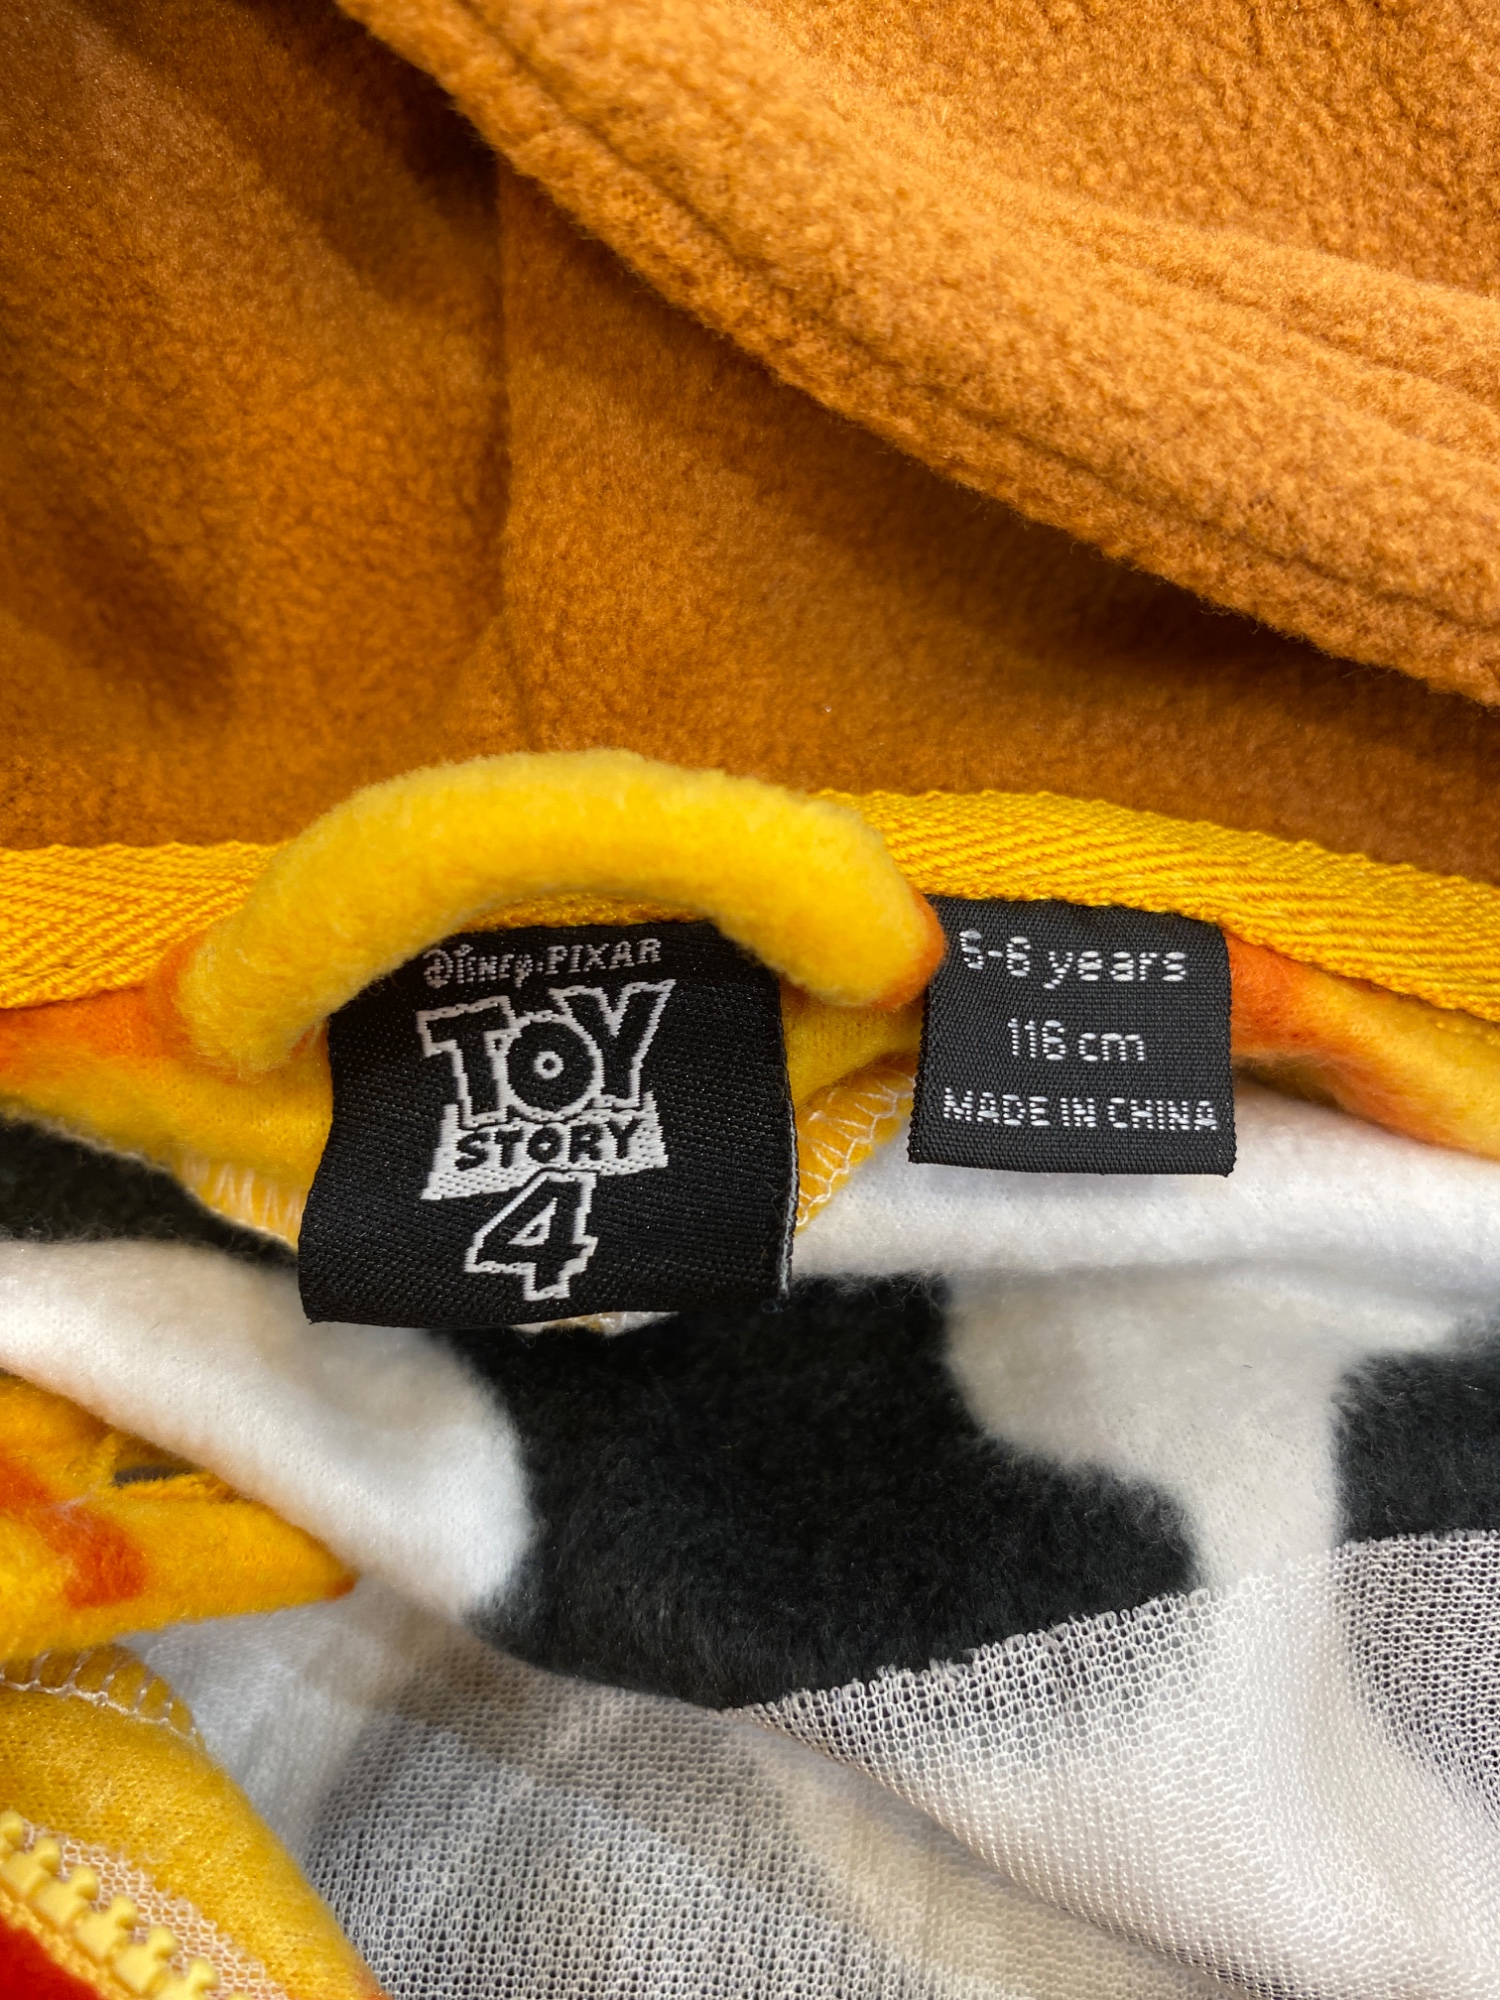 Disney·PIXAR
TOY
STORY
4
5-6 years
116 cm
MADE IN CHINA